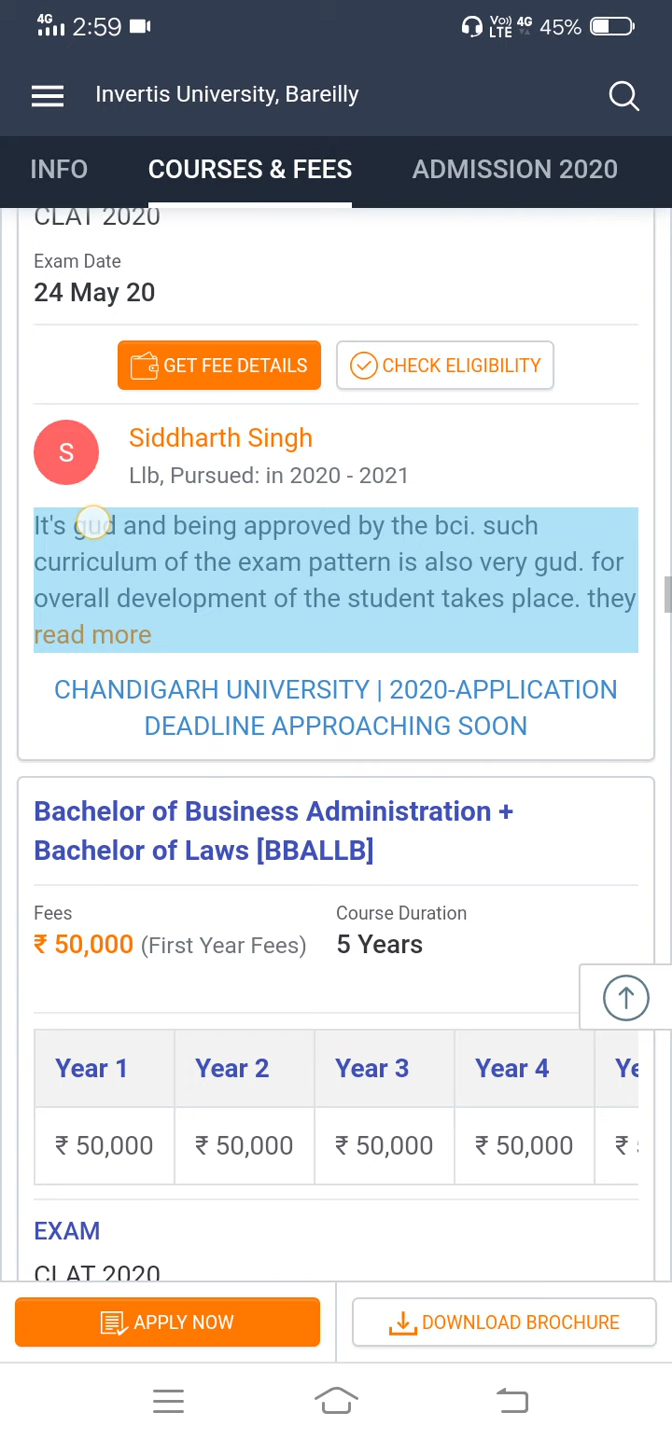 4G 2:59 Vo)) LTE 4G 45%
Invertis University, Bareilly
INFO COURSES & FEES ADMISSION 2020
CLAT 2020
Exam Date
24 May 20
GET FEE DETAILS CHECK ELIGIBILITY
S Siddharth Singh
Llb, Pursued: in 2020 - 2021
It's gud and being approved by the bci. such
curriculum of the exam pattern is also very gud. for
overall development of the student takes place. they
read more
CHANDIGARH UNIVERSITY | 2020-APPLICATION
DEADLINE APPROACHING SOON
Bachelor of Business Administration +
Bachelor of Laws [BBALLB]
Fees Course Duration
₹ 50,000 (First Year Fees) 5 Years
Year 1 Year 2 Year 3 Year 4
₹ 50,000 ₹ 50,000 ₹ 50,000 ₹ 50,000 ₹
EXAM
CLAT 2020
APPLY NOW DOWNLOAD BROCHURE